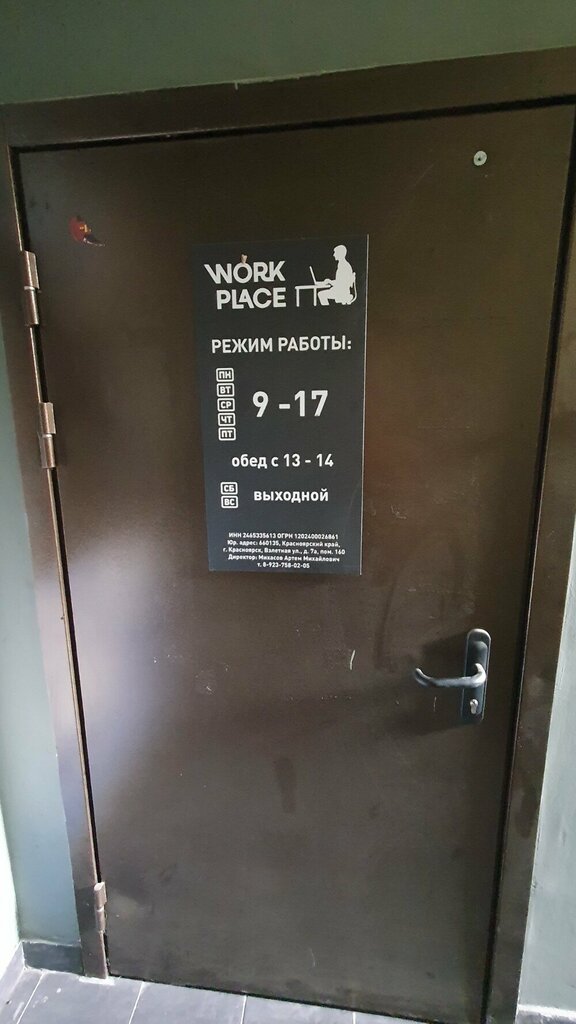 WORK
PLACE
РЕЖИМ РАБОТЫ:
ПН
ВТ
СР
ЧТ
ПТ
9 -17
обед с 13 - 14
СБ
ВС
выходной
ИНН 2465335613 ОГРН 1202400026861
Юр. адрес: 660135, Красноярский край,
г. Красноярск, Взлетная ул., д. 7а, пом. 160
Директор: Михасов Артем Михайлович
т. 8-923-758-02-05